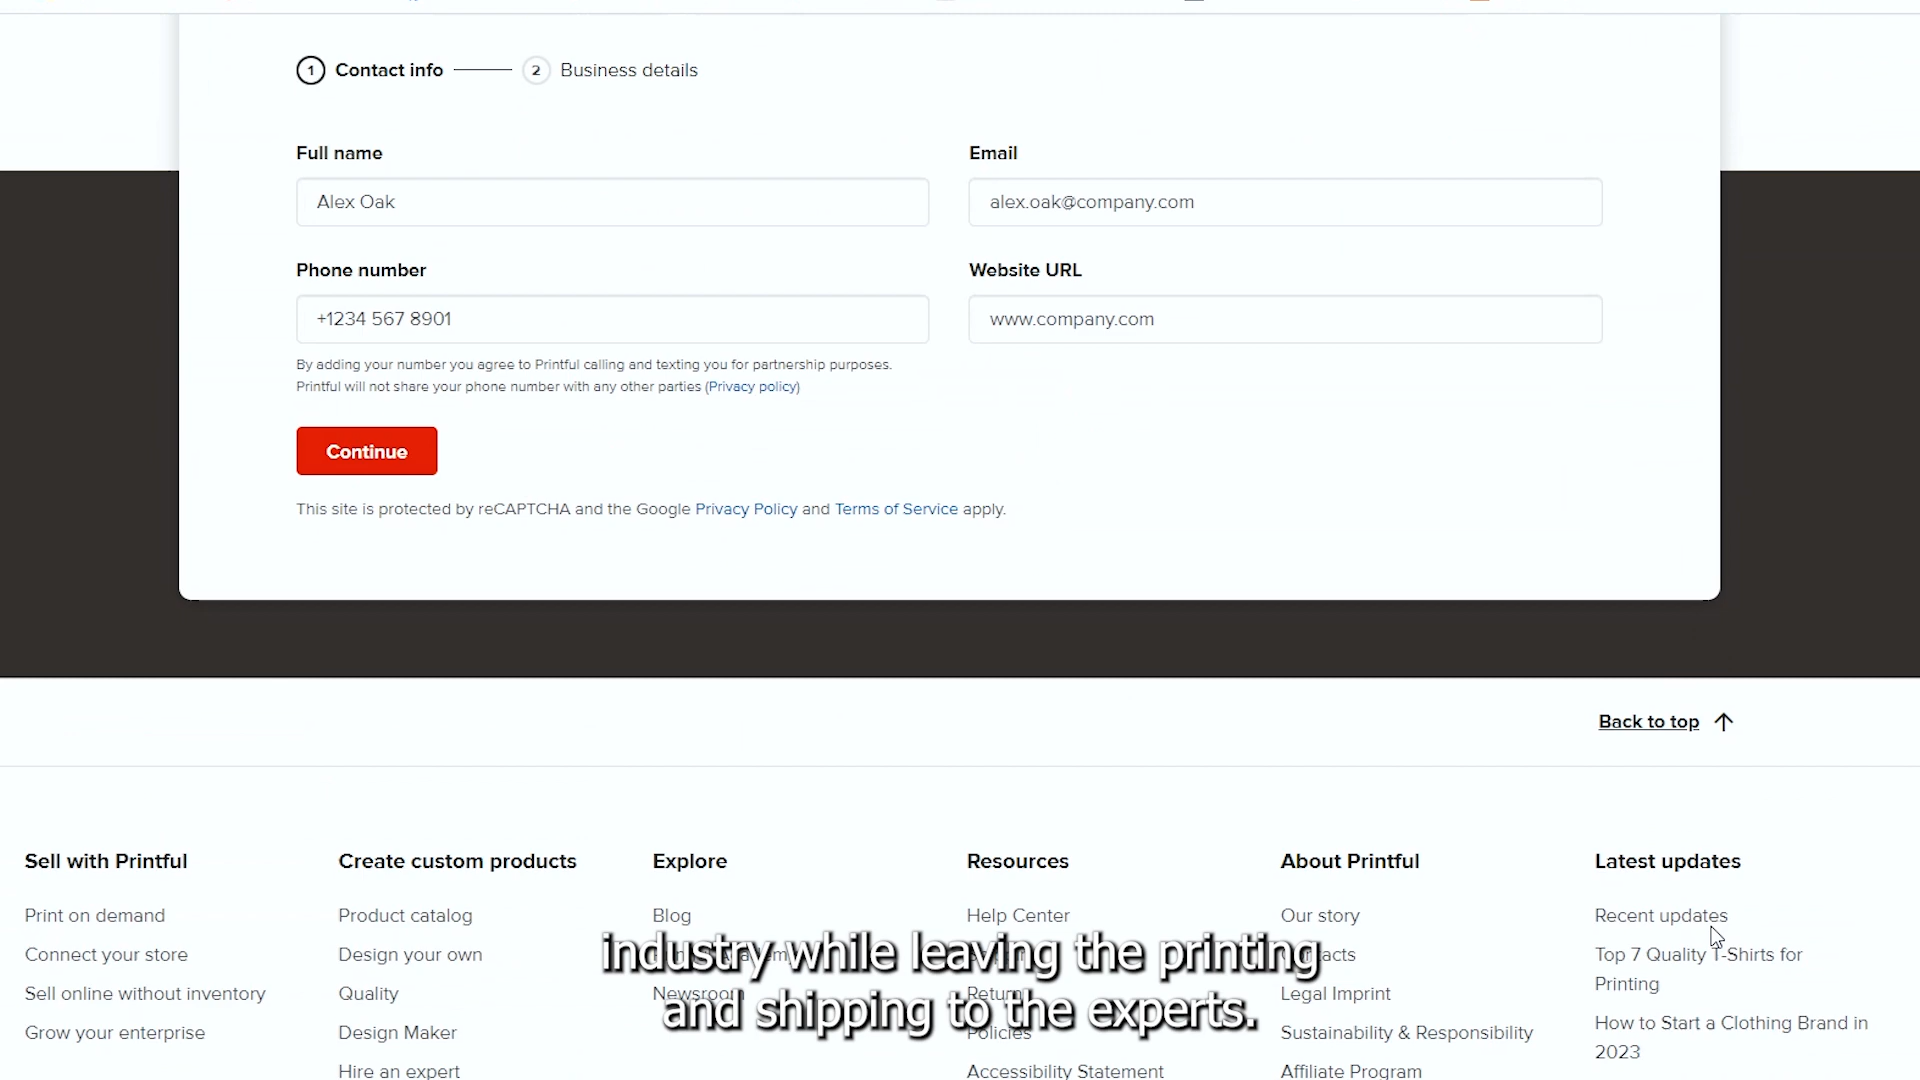 1 Contact info 2 Business details
Full name
Alex Oak
Email
alex.oak@company.com
Phone number
+1234 567 8901
Website URL
www.company.com
By adding your number you agree to Printful calling and texting you for partnership purposes.
Printful will not share your phone number with any other parties (Privacy policy)
Continue
This site is protected by reCAPTCHA and the Google Privacy Policy and Terms of Service apply.
Back to top
Sell with Printful
Print on demand
Connect your store
Sell online without inventory
Grow your enterprise
Create custom products
Product catalog
Design your own
Quality
Design Maker
Hire an expert
Explore
Blog
Newsroom
Resources
Help Center
Returns
Policies
Accessibility Statement
About Printful
Our story
Legal Imprint
Sustainability & Responsibility
Affiliate Program
Latest updates
Recent updates
Top 7 Quality T-Shirts for
Printing
How to Start a Clothing Brand in
2023
industry while leaving the printing
and shipping to the experts.